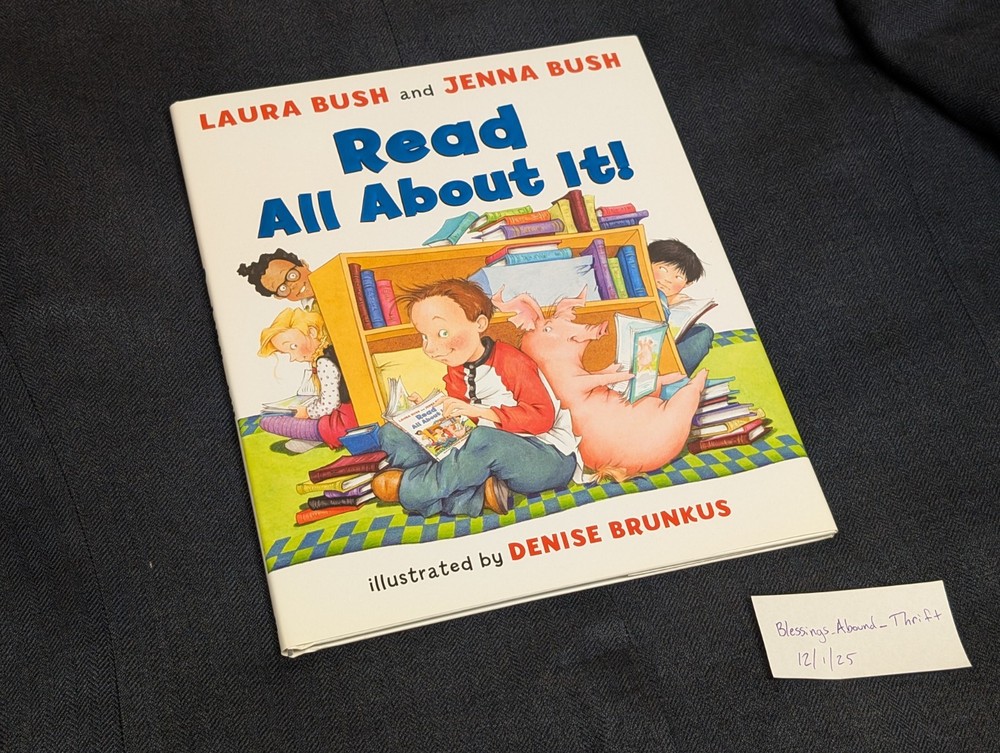 LAURA BUSH and JENNA BUSH
Read
All About It!
Read
All About
illustrated by DENISE BRUNKUS
Blessings_Abound_Thrift
12/1/25